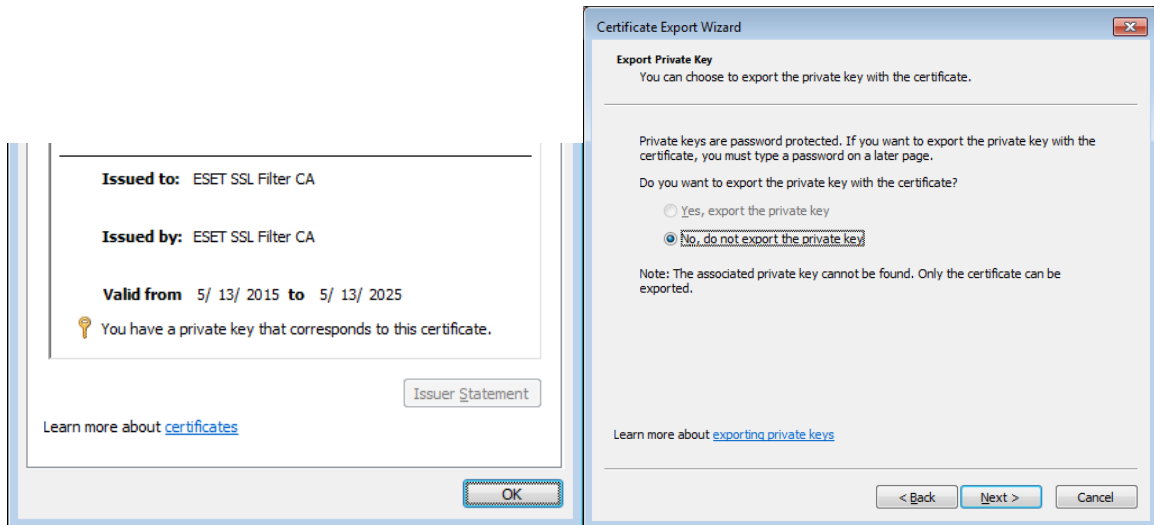 Issued to: ESET SSL Filter CA
Issued by: ESET SSL Filter CA
Valid from 5/ 13/ 2015 to 5/ 13/ 2025
You have a private key that corresponds to this certificate.
Issuer Statement
Learn more about certificates
OK
Certificate Export Wizard
Export Private Key
You can choose to export the private key with the certificate.
Private keys are password protected. If you want to export the private key with the
certificate, you must type a password on a later page.
Do you want to export the private key with the certificate?
Yes, export the private key
No, do not export the private key
Note: The associated private key cannot be found. Only the certificate can be
exported.
Learn more about exporting private keys
< Back
Next >
Cancel